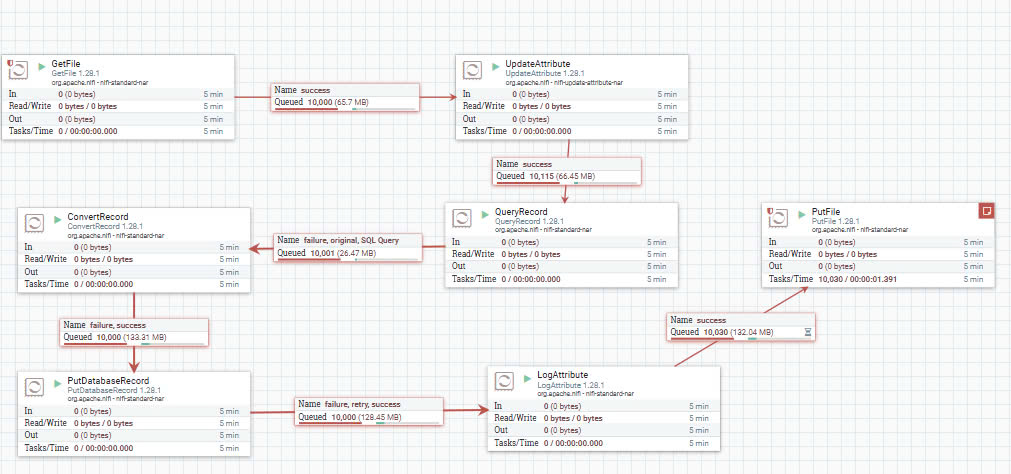 GetFile
GetFile 1.28.1
org.apache.nifi - nifi-standard-nar
In 0 (0 bytes) 5 min
Read/Write 0 bytes / 0 bytes 5 min
Out 0 (0 bytes) 5 min
Tasks/Time 0 / 00:00:00.000 5 min
Name success
Queued 10,000 (65.7 MB)
UpdateAttribute
UpdateAttribute 1.28.1
org.apache.nifi - nifi-update-attribute-nar
In 0 (0 bytes) 5 min
Read/Write 0 bytes / 0 bytes 5 min
Out 0 (0 bytes) 5 min
Tasks/Time 0 / 00:00:00.000 5 min
Name success
Queued 10,115 (66.45 MB)
ConvertRecord
ConvertRecord 1.28.1
org.apache.nifi - nifi-standard-nar
In 0 (0 bytes) 5 min
Read/Write 0 bytes / 0 bytes 5 min
Out 0 (0 bytes) 5 min
Tasks/Time 0 / 00:00:00.000 5 min
Name failure, original, SQL Query
Queued 10,001 (26.47 MB)
QueryRecord
QueryRecord 1.28.1
org.apache.nifi - nifi-standard-nar
In 0 (0 bytes) 5 min
Read/Write 0 bytes / 0 bytes 5 min
Out 0 (0 bytes) 5 min
Tasks/Time 0 / 00:00:00.000 5 min
PutFile
PutFile 1.28.1
org.apache.nifi - nifi-standard-nar
In 0 (0 bytes) 5 min
Read/Write 0 bytes / 0 bytes 5 min
Out 0 (0 bytes) 5 min
Tasks/Time 10,030 / 00:00:01.391 5 min
Name failure, success
Queued 10,000 (133.31 MB)
Name success
Queued 10,030 (132.04 MB)
PutDatabaseRecord
PutDatabaseRecord 1.28.1
org.apache.nifi - nifi-standard-nar
In 0 (0 bytes) 5 min
Read/Write 0 bytes / 0 bytes 5 min
Out 0 (0 bytes) 5 min
Tasks/Time 0 / 00:00:00.000 5 min
Name failure, retry, success
Queued 10,000 (128.45 MB)
LogAttribute
LogAttribute 1.28.1
org.apache.nifi - nifi-standard-nar
In 0 (0 bytes) 5 min
Read/Write 0 bytes / 0 bytes 5 min
Out 0 (0 bytes) 5 min
Tasks/Time 0 / 00:00:00.000 5 min